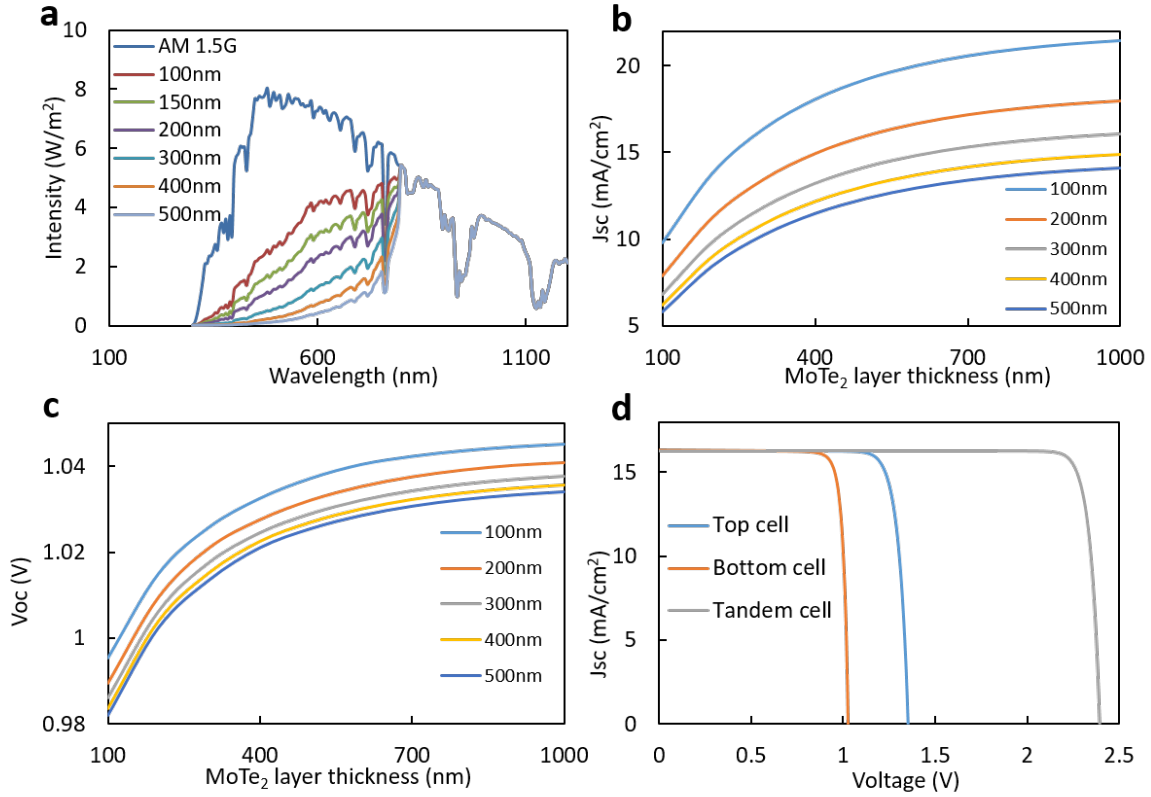 a
10
8
6
4
2
0
Intensity (W/m²)
AM 1.5G
100nm
150nm
200nm
300nm
400nm
500nm
100
600
1100
Wavelength (nm)
b
20
15
10
5
Jsc (mA/cm²)
100nm
200nm
300nm
400nm
500nm
100
400
700
1000
MoTe₂ layer thickness (nm)
c
1.04
1.02
1
0.98
Voc (V)
100nm
200nm
300nm
400nm
500nm
100
400
700
1000
MoTe₂ layer thickness (nm)
d
15
10
5
0
Jsc (mA/cm²)
Top cell
Bottom cell
Tandem cell
0
0.5
1
1.5
2
2.5
Voltage (V)